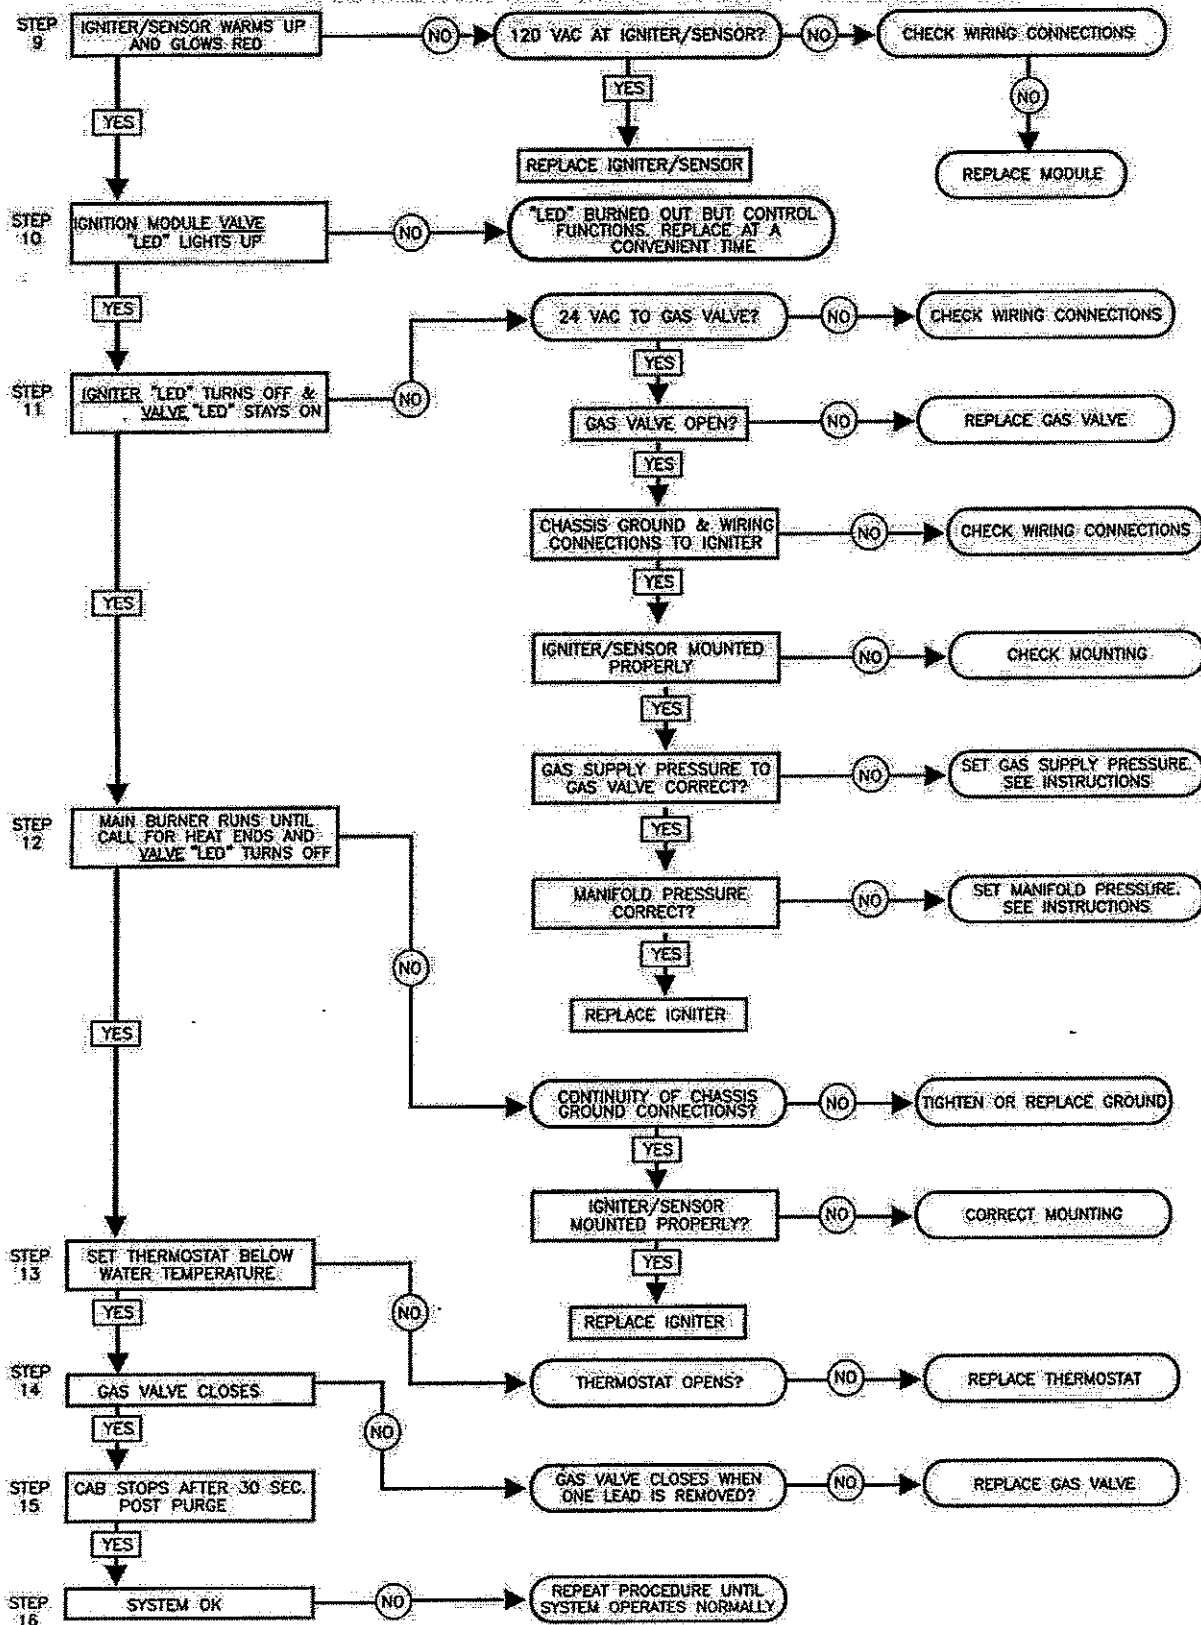 STEP 9
IGNITER/SENSOR WARMS UP
AND GLOWS RED
NO
120 VAC AT IGNITER/SENSOR?
NO
CHECK WIRING CONNECTIONS
YES
YES
NO
REPLACE IGNITER/SENSOR
REPLACE MODULE
STEP 10
IGNITION MODULE VALVE
"LED" LIGHTS UP
NO
"LED" BURNED OUT BUT CONTROL
FUNCTIONS. REPLACE AT A
CONVENIENT TIME
YES
24 VAC TO GAS VALVE?
NO
CHECK WIRING CONNECTIONS
YES
STEP 11
IGNITER "LED" TURNS OFF &
VALVE "LED" STAYS ON
NO
GAS VALVE OPEN?
NO
REPLACE GAS VALVE
YES
CHASSIS GROUND & WIRING
CONNECTIONS TO IGNITER
NO
CHECK WIRING CONNECTIONS
YES
YES
IGNITER/SENSOR MOUNTED
PROPERLY
NO
CHECK MOUNTING
YES
GAS SUPPLY PRESSURE TO
GAS VALVE CORRECT?
NO
SET GAS SUPPLY PRESSURE.
SEE INSTRUCTIONS
YES
STEP 12
MAIN BURNER RUNS UNTIL
CALL FOR HEAT ENDS AND
VALVE "LED" TURNS OFF
NO
MANIFOLD PRESSURE
CORRECT?
NO
SET MANIFOLD PRESSURE.
SEE INSTRUCTIONS
YES
REPLACE IGNITER
YES
CONTINUITY OF CHASSIS
GROUND CONNECTIONS?
NO
TIGHTEN OR REPLACE GROUND
YES
IGNITER/SENSOR
MOUNTED PROPERLY?
NO
CORRECT MOUNTING
YES
REPLACE IGNITER
STEP 13
SET THERMOSTAT BELOW
WATER TEMPERATURE
NO
YES
THERMOSTAT OPENS?
NO
REPLACE THERMOSTAT
STEP 14
GAS VALVE CLOSES
NO
YES
GAS VALVE CLOSES WHEN
ONE LEAD IS REMOVED?
NO
REPLACE GAS VALVE
STEP 15
CAB STOPS AFTER 30 SEC.
POST PURGE
YES
STEP 16
SYSTEM OK
NO
REPEAT PROCEDURE UNTIL
SYSTEM OPERATES NORMALLY